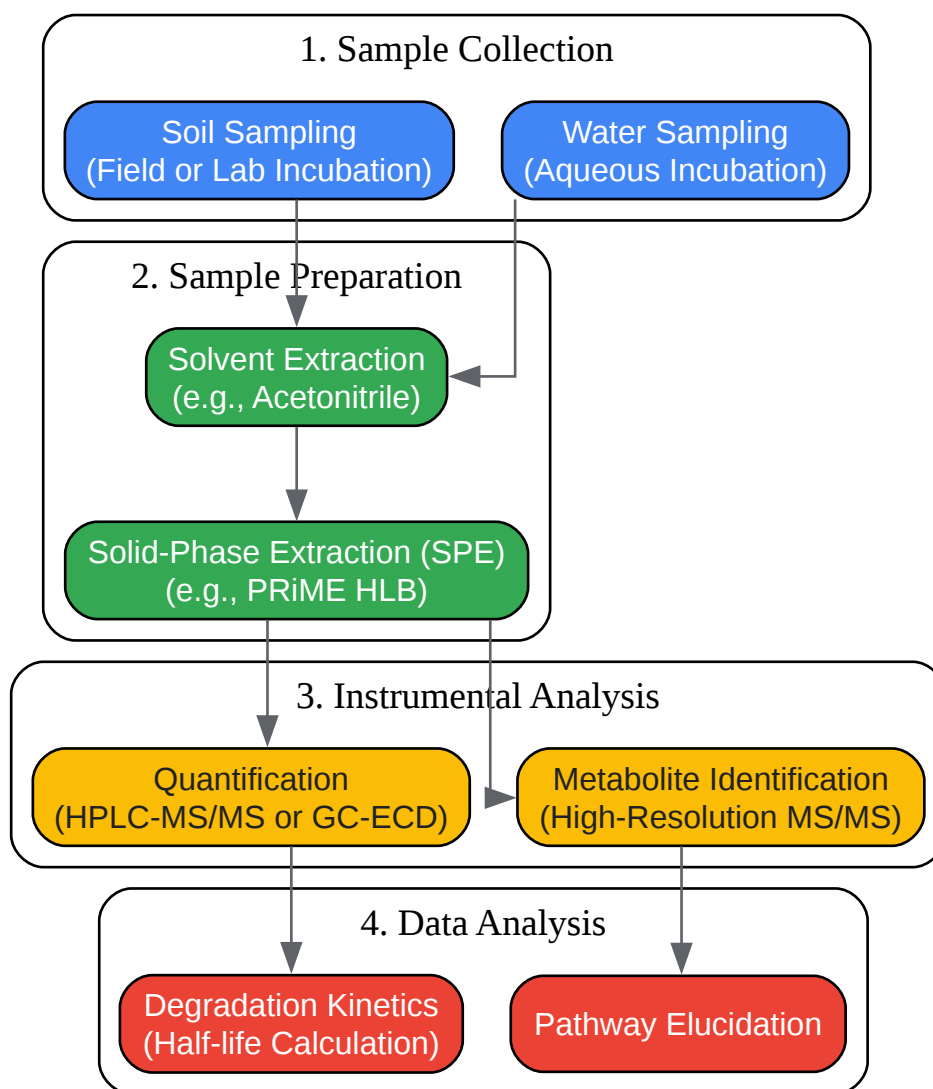 1. Sample Collection
Soil Sampling
(Field or Lab Incubation)
Water Sampling
(Aqueous Incubation)
2. Sample Preparation
Solvent Extraction
(e.g., Acetonitrile)
Solid-Phase Extraction (SPE)
(e.g., PRiME HLB)
3. Instrumental Analysis
Quantification
(HPLC-MS/MS or GC-ECD)
Metabolite Identification
(High-Resolution MS/MS)
4. Data Analysis
Degradation Kinetics
(Half-life Calculation)
Pathway Elucidation